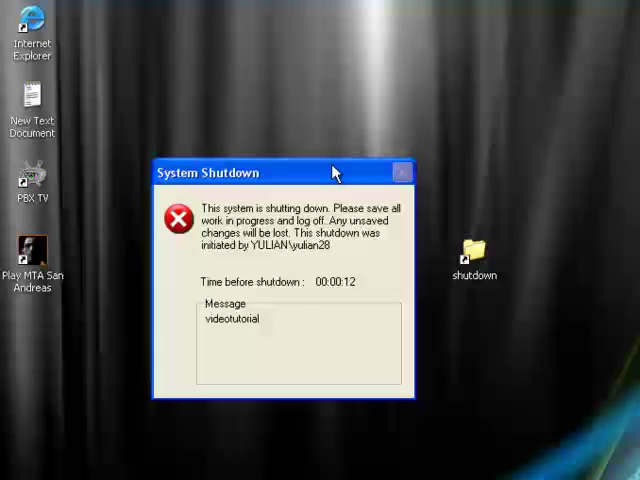 Internet
Explorer
New Text
Document
PBX TV
Play MTA San
Andreas
System Shutdown
This system is shutting down. Please save all
work in progress and log off. Any unsaved
changes will be lost. This shutdown was
initiated by YULIAN\yulian28
Time before shutdown : 00:00:12
Message
videotutorial
shutdown